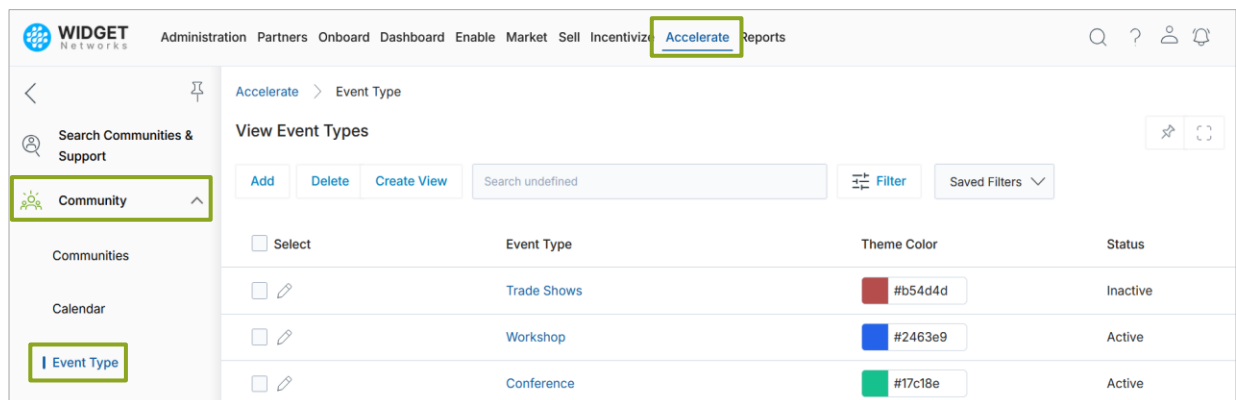 WIDGET
Networks
Administration Partners Onboard Dashboard Enable Market Sell Incentivize Accelerate Reports
Accelerate > Event Type
Search Communities &
Support
View Event Types
Add Delete Create View Search undefined Filter Saved Filters
Community
Select Event Type Theme Color Status
Communities
Trade Shows #b54d4d Inactive
Calendar
Workshop #2463e9 Active
Event Type
Conference #17c18e Active